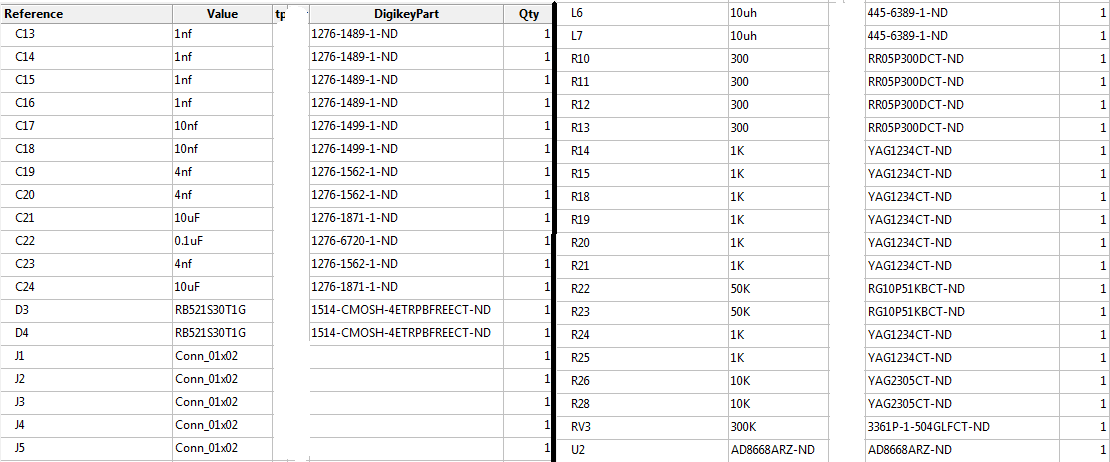 Reference Value tp DigikeyPart Qty
C13 1nf 1276-1489-1-ND 1
C14 1nf 1276-1489-1-ND 1
C15 1nf 1276-1489-1-ND 1
C16 1nf 1276-1489-1-ND 1
C17 10nf 1276-1499-1-ND 1
C18 10nf 1276-1499-1-ND 1
C19 4nf 1276-1562-1-ND 1
C20 4nf 1276-1562-1-ND 1
C21 10uF 1276-1871-1-ND 1
C22 0.1uF 1276-6720-1-ND 1
C23 4nf 1276-1562-1-ND 1
C24 10uF 1276-1871-1-ND 1
D3 RB521S30T1G 1514-CMOSH-4ETRPBFREECT-ND 1
D4 RB521S30T1G 1514-CMOSH-4ETRPBFREECT-ND 1
J1 Conn_01x02 1
J2 Conn_01x02 1
J3 Conn_01x02 1
J4 Conn_01x02 1
J5 Conn_01x02 1
L6 10uh 445-6389-1-ND 1
L7 10uh 445-6389-1-ND 1
R10 300 RR05P300DCT-ND 1
R11 300 RR05P300DCT-ND 1
R12 300 RR05P300DCT-ND 1
R13 300 RR05P300DCT-ND 1
R14 1K YAG1234CT-ND 1
R15 1K YAG1234CT-ND 1
R18 1K YAG1234CT-ND 1
R19 1K YAG1234CT-ND 1
R20 1K YAG1234CT-ND 1
R21 1K YAG1234CT-ND 1
R22 50K RG10P51KBCT-ND 1
R23 50K RG10P51KBCT-ND 1
R24 1K YAG1234CT-ND 1
R25 1K YAG1234CT-ND 1
R26 10K YAG2305CT-ND 1
R28 10K YAG2305CT-ND 1
RV3 300K 3361P-1-504GLFCT-ND 1
U2 AD8668ARZ-ND AD8668ARZ-ND 1